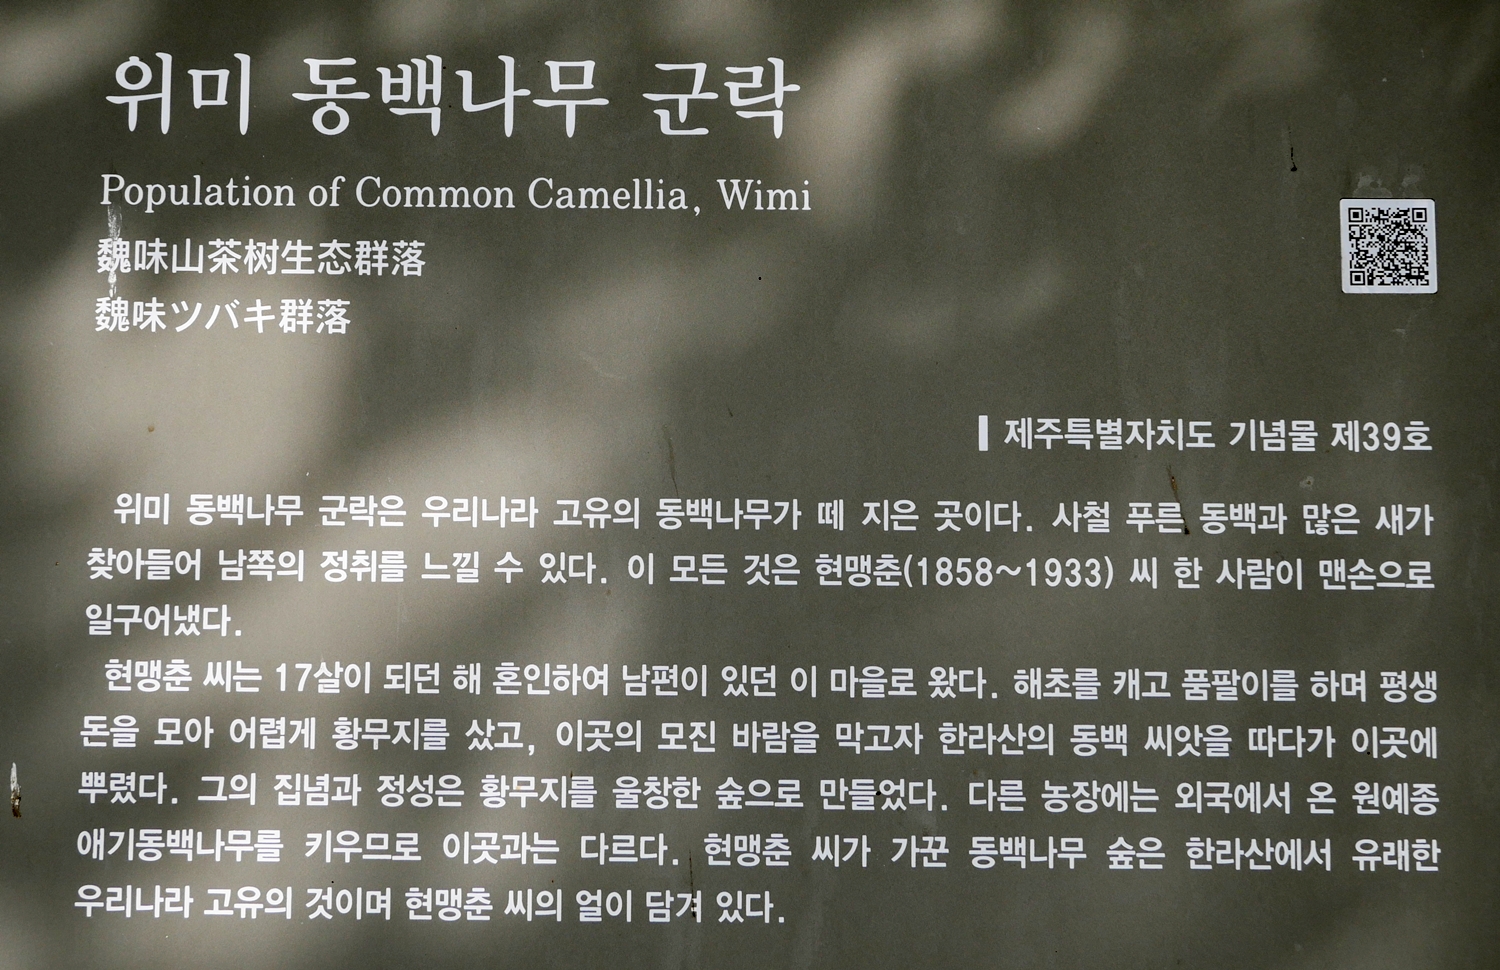 위미 동백나무 군락
Population of Common Camellia, Wimi
魏味山茶树生态群落
魏味ツバキ群落
제주특별자치도 기념물 제39호
위미 동백나무 군락은 우리나라 고유의 동백나무가 떼 지은 곳이다. 사철 푸른 동백과 많은 새가
찾아들어 남쪽의 정취를 느낄 수 있다. 이 모든 것은 현맹춘(1858~1933) 씨 한 사람이 맨손으로
일구어냈다.
현맹춘 씨는 17살이 되던 해 혼인하여 남편이 있던 이 마을로 왔다. 해초를 캐고 품팔이를 하며 평생
돈을 모아 어렵게 황무지를 샀고, 이곳의 모진 바람을 막고자 한라산의 동백 씨앗을 따다가 이곳에
뿌렸다. 그의 집념과 정성은 황무지를 울창한 숲으로 만들었다. 다른 농장에는 외국에서 온 원예종
애기동백나무를 키우므로 이곳과는 다르다. 현맹춘 씨가 가꾼 동백나무 숲은 한라산에서 유래한
우리나라 고유의 것이며 현맹춘 씨의 얼이 담겨 있다.